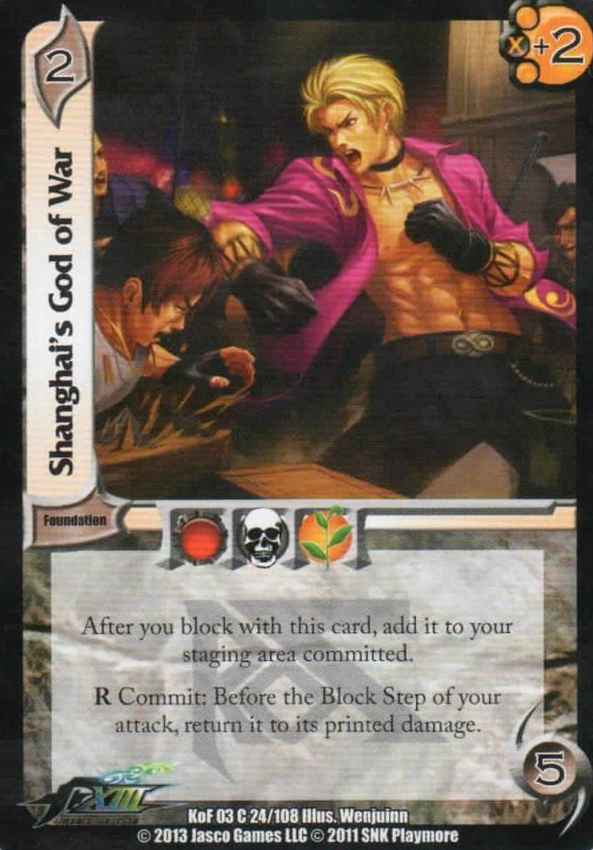 2
+2
Shanghai's God of War
Foundation
After you block with this card, add it to your
staging area committed.
R Commit: Before the Block Step of your
attack, return it to its printed damage.
5
XIII
KoF 03 C 24/108 Illus. Wenjuinn
© 2013 Jasco Games LLC © 2011 SNK Playmore